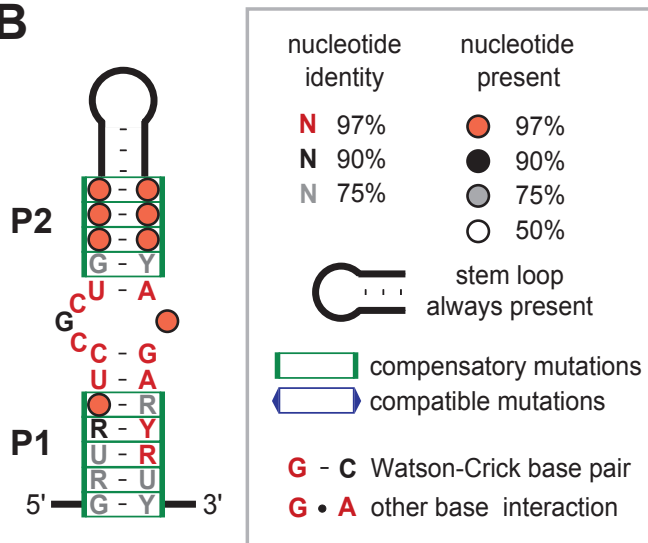 B
P2
G - Y
U - A
C
G
C
C - G
U - A
- R
P1
R - Y
U - R
R - U
5' G - Y 3'
nucleotide identity
N 97%
N 90%
N 75%
nucleotide present
97%
90%
75%
50%
stem loop
always present
compensatory mutations
compatible mutations
G - C Watson-Crick base pair
G • A other base interaction